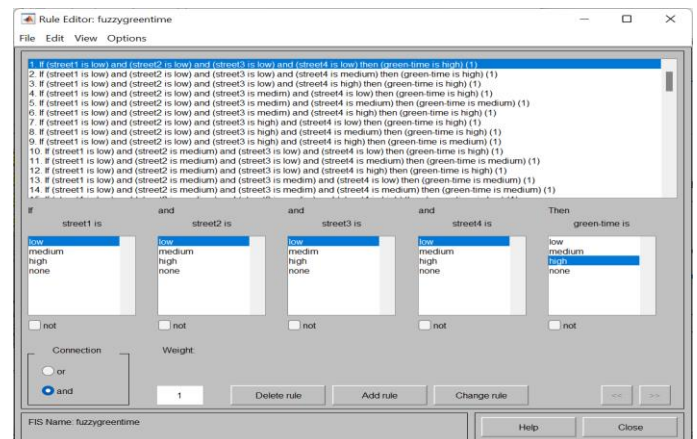 Rule Editor: fuzzygreentime
File Edit View Options
1. If (street1 is low) and (street2 is low) and (street3 is low) and (street4 is low) then (green-time is high) (1)
2. If (street1 is low) and (street2 is low) and (street3 is low) and (street4 is medium) then (green-time is high) (1)
3. If (street1 is low) and (street2 is low) and (street3 is low) and (street4 is high) then (green-time is high) (1)
4. If (street1 is low) and (street2 is low) and (street3 is medim) and (street4 is low) then (green-time is high) (1)
5. If (street1 is low) and (street2 is low) and (street3 is medim) and (street4 is medium) then (green-time is medium) (1)
6. If (street1 is low) and (street2 is low) and (street3 is medim) and (street4 is high) then (green-time is high) (1)
7. If (street1 is low) and (street2 is low) and (street3 is high) and (street4 is low) then (green-time is high) (1)
8. If (street1 is low) and (street2 is low) and (street3 is high) and (street4 is medium) then (green-time is high) (1)
9. If (street1 is low) and (street2 is low) and (street3 is high) and (street4 is high) then (green-time is medium) (1)
10. If (street1 is low) and (street2 is medium) and (street3 is low) and (street4 is low) then (green-time is high) (1)
11. If (street1 is low) and (street2 is medium) and (street3 is low) and (street4 is medium) then (green-time is medium) (1)
12. If (street1 is low) and (street2 is medium) and (street3 is low) and (street4 is high) then (green-time is high) (1)
13. If (street1 is low) and (street2 is medium) and (street3 is medim) and (street4 is low) then (green-time is medium) (1)
14. If (street1 is low) and (street2 is medium) and (street3 is medim) and (street4 is medium) then (green-time is medium) (1)
If and and and Then
street1 is street2 is street3 is street4 is green-time is
low low low low low
medium medium medim medium medium
high high high high high
none none none none none
not not not not not
Connection Weight:
or
and 1 Delete rule Add rule Change rule << >>
FIS Name: fuzzygreentime Help Close